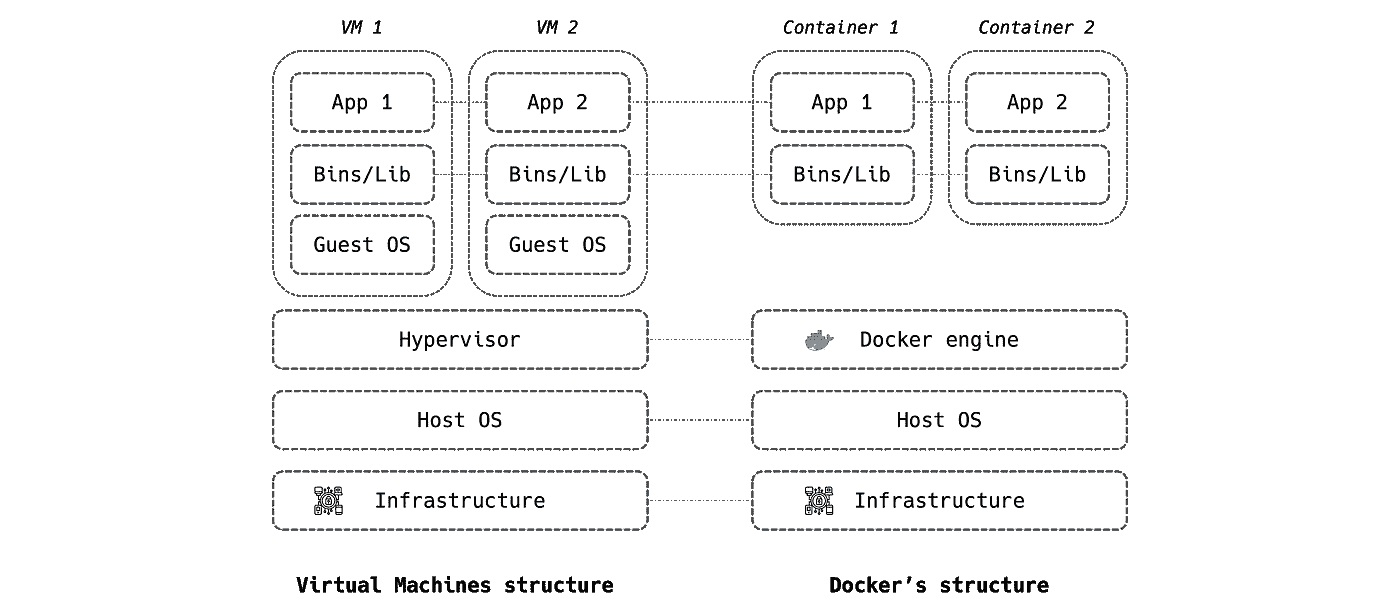 VM 1
VM 2
Container 1
Container 2
App 1
App 2
App 1
App 2
Bins/Lib
Bins/Lib
Bins/Lib
Bins/Lib
Guest OS
Guest OS
Hypervisor
Docker engine
Host OS
Host OS
Infrastructure
Infrastructure
Virtual Machines structure
Docker’s structure